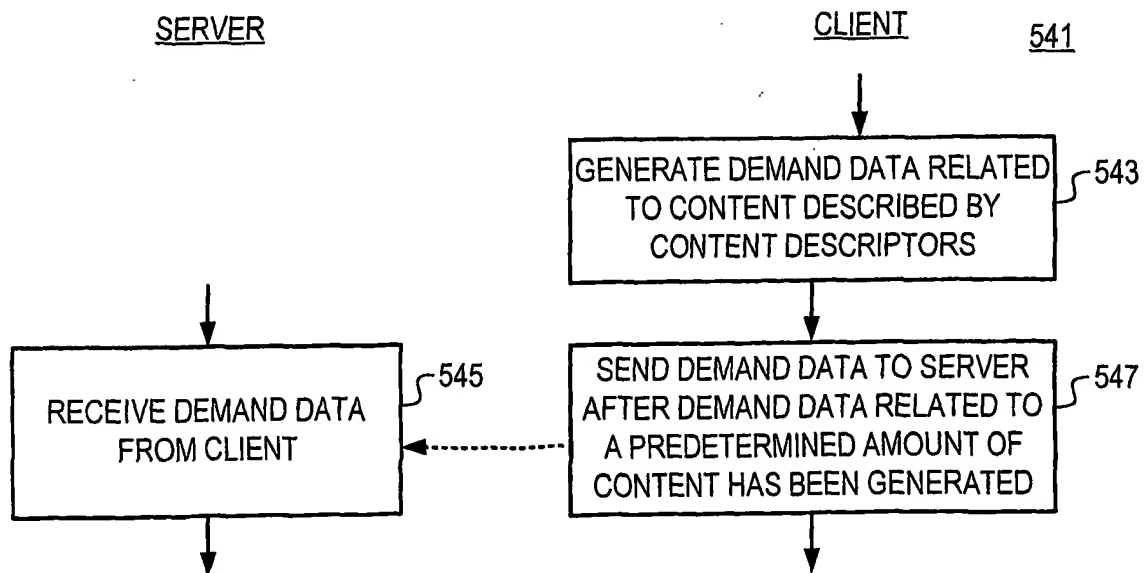 SERVER
CLIENT
541
GENERATE DEMAND DATA RELATED
TO CONTENT DESCRIBED BY
CONTENT DESCRIPTORS
543
RECEIVE DEMAND DATA
FROM CLIENT
545
SEND DEMAND DATA TO SERVER
AFTER DEMAND DATA RELATED TO
A PREDETERMINED AMOUNT OF
CONTENT HAS BEEN GENERATED
547